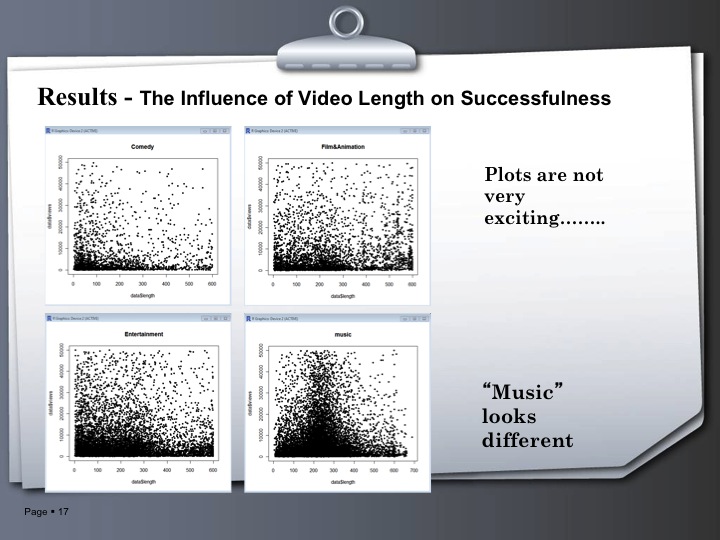 Results - The Influence of Video Length on Successfulness
R Graphics: Device 2 (ACTIVE)
Comedy
data$views
0 10000 20000 30000 40000 50000
0 100 200 300 400 500 600
data$length
R Graphics: Device 2 (ACTIVE)
Film&Animation
data$views
0 10000 20000 30000 40000 50000
0 100 200 300 400 500 600
data$length
Plots are not
very
exciting........
R Graphics: Device 2 (ACTIVE)
Entertainment
data$views
0 10000 20000 30000 40000 50000
0 100 200 300 400 500 600
data$length
R Graphics: Device 2 (ACTIVE)
music
data$views
0 10000 20000 30000 40000 50000
0 100 200 300 400 500 600 700
data$length
“Music”
looks
different
Page ▪ 17